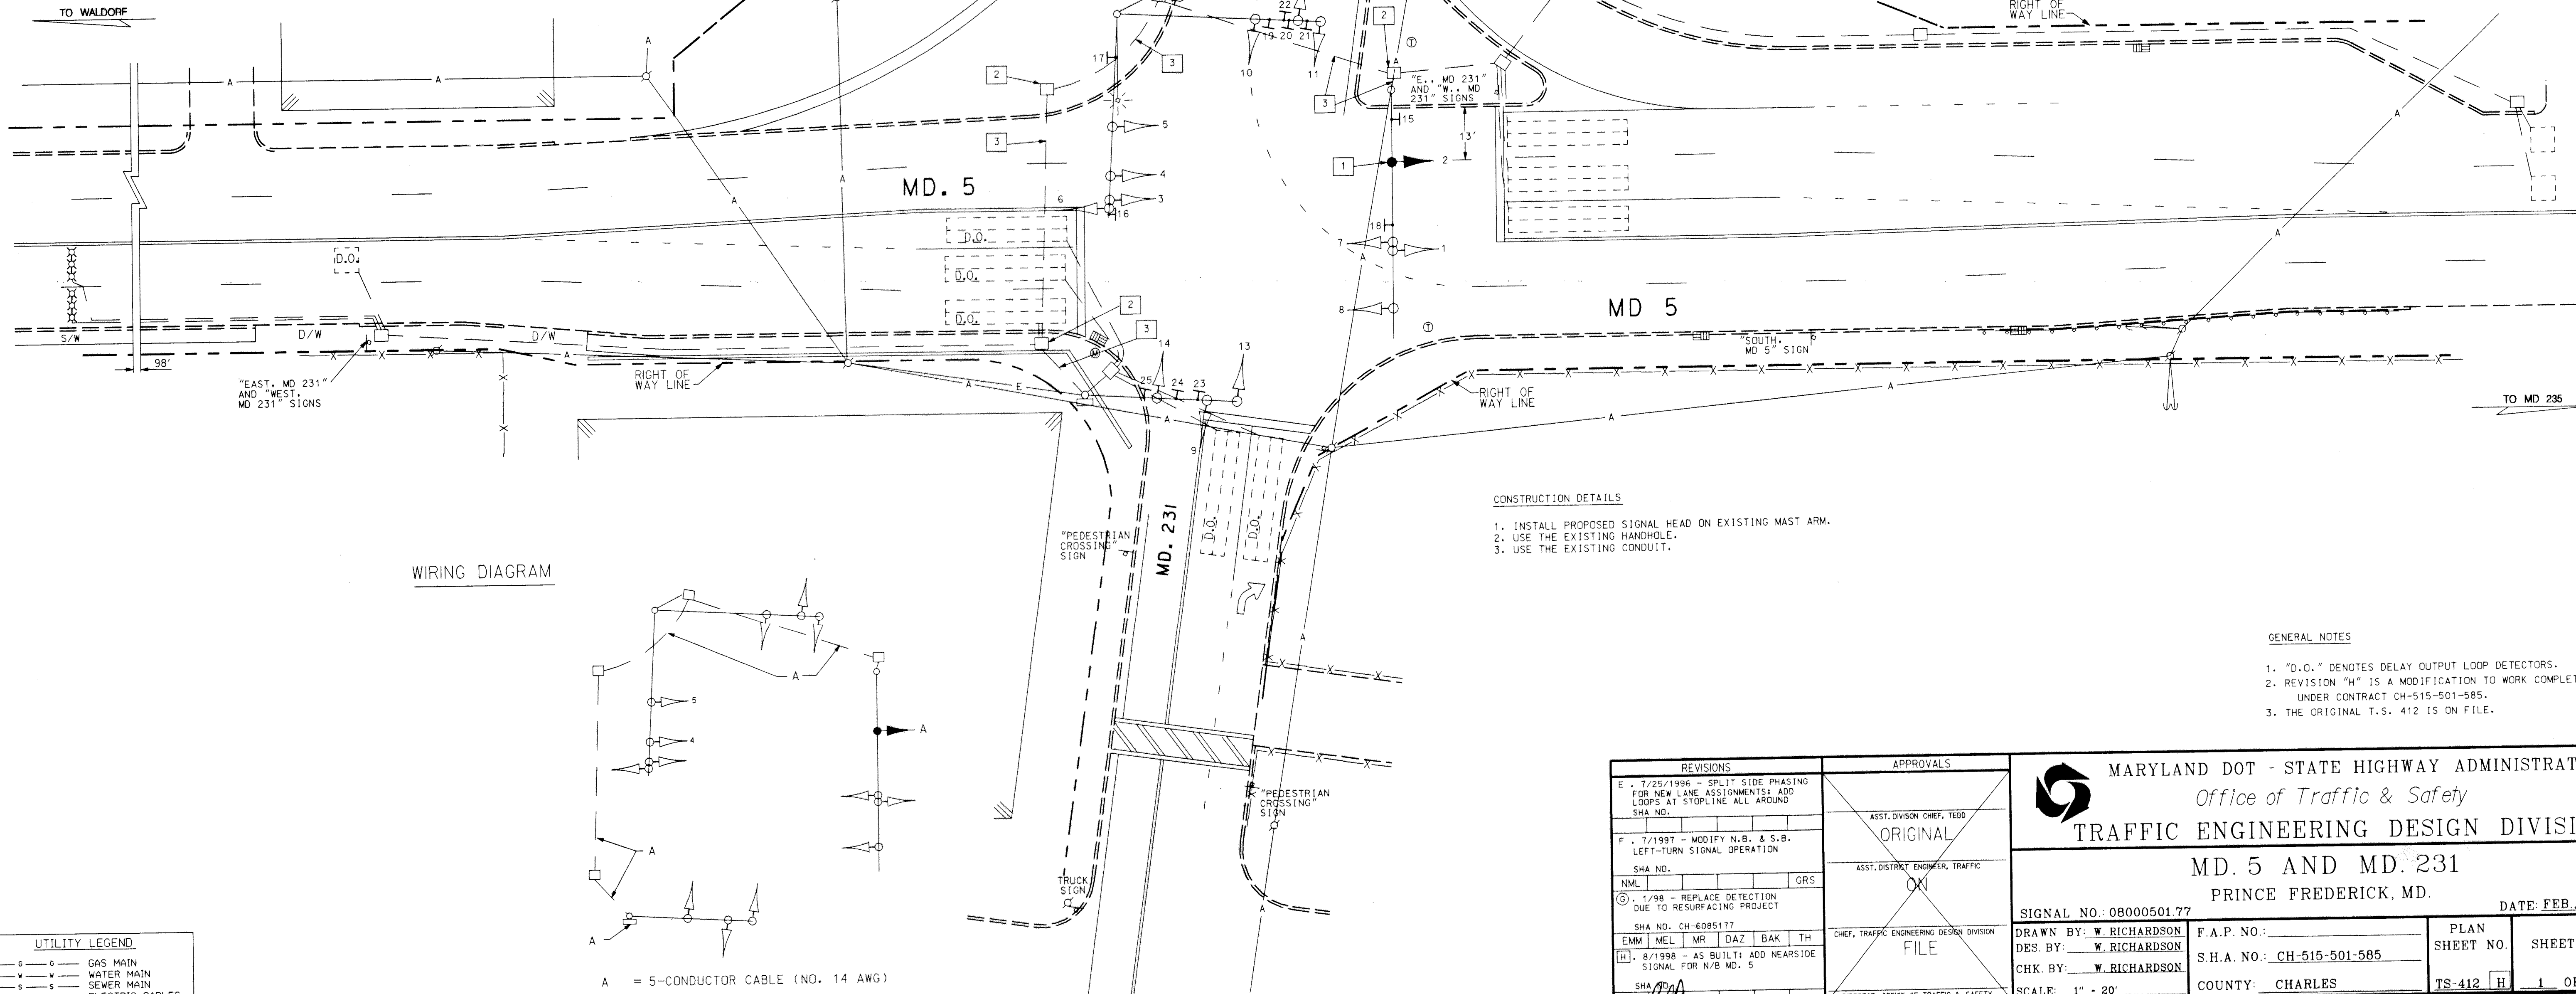 TO WALDORF
A
A
A
A
A
A
98'
S/W
D/W
D/W
D.O.
"EAST. MD 231"
AND "WEST.
MD 231" SIGNS
RIGHT OF
WAY LINE
MD. 5
D.O.
D.O.
D.O.
2
3
17
3
5
4
3
6
16
2
3
14
13
25
24
23
9
A
E
A
M
22
19
20
21
10
11
2
T
A
"E., MD 231"
AND "W., MD
231" SIGNS
3
15
13'
1
2
18
7
1
A
8
T
MD 5
"SOUTH.
MD 5" SIGN
RIGHT OF
WAY LINE
RIGHT OF
WAY LINE
A
A
A
A
TO MD 235
MD. 231
D.O.
D.O.
"PEDESTRIAN
CROSSING"
SIGN
A
"PEDESTRIAN
CROSSING"
SIGN
TRUCK
SIGN
A
CONSTRUCTION DETAILS
1. INSTALL PROPOSED SIGNAL HEAD ON EXISTING MAST ARM.
2. USE THE EXISTING HANDHOLE.
3. USE THE EXISTING CONDUIT.
WIRING DIAGRAM
A
5
4
A
A
A
A = 5-CONDUCTOR CABLE (NO. 14 AWG)
GENERAL NOTES
1. "D.O." DENOTES DELAY OUTPUT LOOP DETECTORS.
2. REVISION "H" IS A MODIFICATION TO WORK COMPLET
UNDER CONTRACT CH-515-501-585.
3. THE ORIGINAL T.S. 412 IS ON FILE.
UTILITY LEGEND
G G GAS MAIN
W W WATER MAIN
S S SEWER MAIN
REVISIONS
E . 7/25/1996 - SPLIT SIDE PHASING
FOR NEW LANE ASSIGNMENTS; ADD
LOOPS AT STOPLINE ALL AROUND
SHA NO.
F . 7/1997 - MODIFY N.B. & S.B.
LEFT-TURN SIGNAL OPERATION
SHA NO.
NML GRS
G . 1/98 - REPLACE DETECTION
DUE TO RESURFACING PROJECT
SHA NO. CH-6085177
EMM MEL MR DAZ BAK TH
H . 8/1998 - AS BUILT; ADD NEARSIDE
SIGNAL FOR N/B MD. 5
SHA NO.
APPROVALS
ASST. DIVISON CHIEF, TEDD
ORIGINAL
ASST. DISTRICT ENGINEER, TRAFFIC
ON
CHIEF, TRAFFIC ENGINEERING DESIGN DIVISION
FILE
MARYLAND DOT - STATE HIGHWAY ADMINISTRAT
Office of Traffic & Safety
TRAFFIC ENGINEERING DESIGN DIVISI
MD. 5 AND MD. 231
PRINCE FREDERICK, MD.
SIGNAL NO.: 08000501.77
DATE: FEB.,
DRAWN BY: W. RICHARDSON
DES. BY: W. RICHARDSON
CHK. BY: W. RICHARDSON
SCALE: 1" - 20'
F.A.P. NO.:
S.H.A. NO.: CH-515-501-585
COUNTY: CHARLES
PLAN
SHEET NO.
TS-412 H
SHEET
1 O